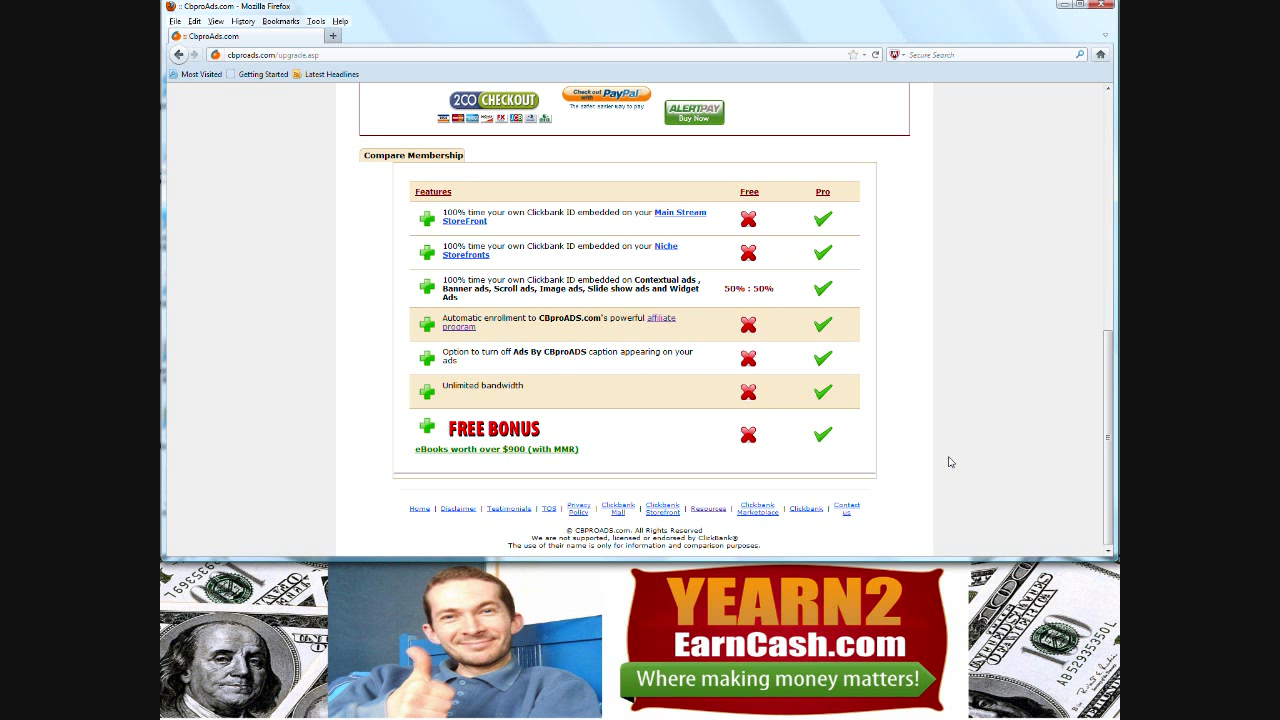 :: CbproAds.com - Mozilla Firefox
File Edit View History Bookmarks Tools Help
:: CbproAds.com
cbproads.com/upgrade.asp
Secure Search
Most Visited Getting Started Latest Headlines
2CO CHECKOUT
Check out with PayPal
The safer, easier way to pay
ALERTPAY
Buy Now
Compare Membership
Features Free Pro
100% time your own Clickbank ID embedded on your Main Stream
StoreFront
100% time your own Clickbank ID embedded on your Niche
Storefronts
100% time your own Clickbank ID embedded on Contextual ads ,
Banner ads, Scroll ads, Image ads, Slide show ads and Widget
Ads
50% : 50%
Automatic enrollment to CBproADS.com's powerful affiliate
program
Option to turn off Ads By CBproADS caption appearing on your
ads
Unlimited bandwidth
FREE BONUS
eBooks worth over $900 (with MMR)
Home | Disclaimer | Testimonials | TOS | Privacy Policy | Clickbank Mall | Clickbank Storefront | Resources | Clickbank Marketplace | Clickbank | Contact us
© CBPROADS.com, All Rights Reserved
We are not supported, licensed or endorsed by ClickBank®
The use of their name is only for information and comparison purposes.
YEARN2
EarnCash.com
Where making money matters!